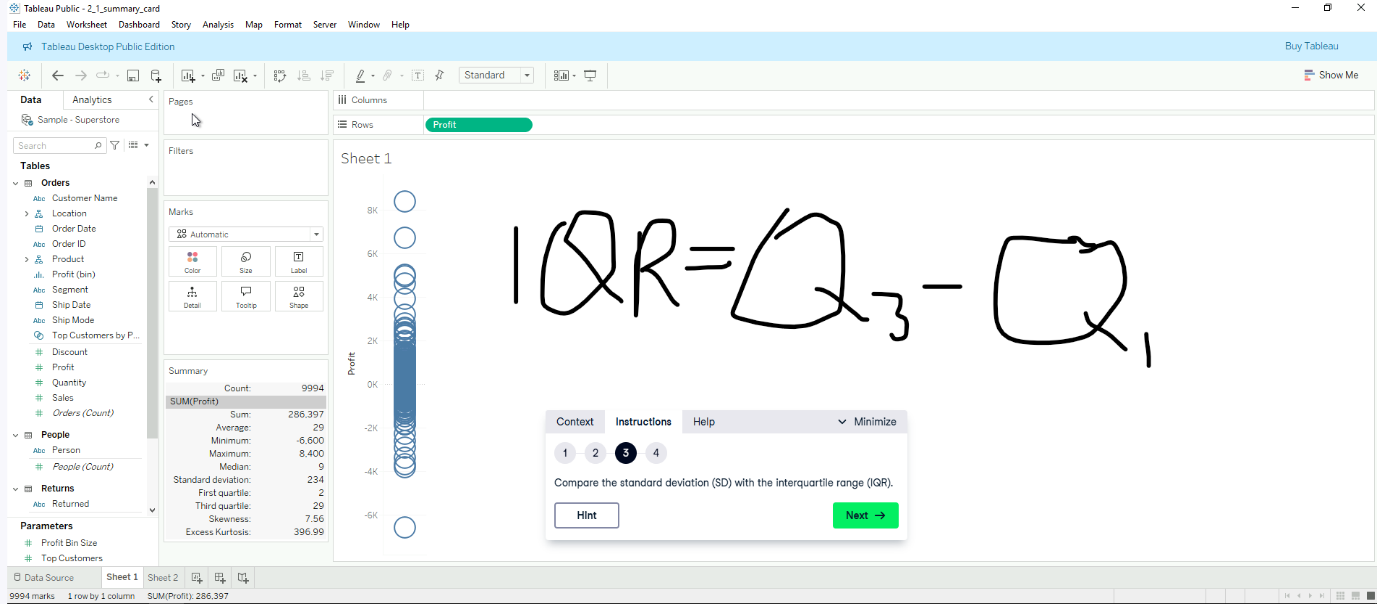 Tableau Public - 2_1_summary_card
File Data Worksheet Dashboard Story Analysis Map Format Server Window Help
Tableau Desktop Public Edition Buy Tableau
Standard Show Me
Data Analytics
Sample - Superstore
Search
Tables
Orders
Abc Customer Name
Location
Order Date
Abc Order ID
Product
Profit (bin)
Abc Segment
Ship Date
Abc Ship Mode
Top Customers by P...
# Discount
# Profit
# Quantity
# Sales
# Orders (Count)
People
Abc Person
# People (Count)
Returns
Abc Returned
Parameters
# Profit Bin Size
# Top Customers
Pages
Filters
Marks
Automatic
Color Size Label
Detail Tooltip Shape
Summary
Count: 9994
SUM(Profit)
Sum: 286,397
Average: 29
Minimum: -6,600
Maximum: 8,400
Median: 9
Standard deviation: 234
First quartile: 2
Third quartile: 29
Skewness: 7.56
Excess Kurtosis: 396.99
Columns
Rows Profit
Sheet 1
8K
6K
4K
2K
0K
-2K
-4K
-6K
Profit
IQR=Q3-Q1
Context Instructions Help Minimize
1 2 3 4
Compare the standard deviation (SD) with the interquartile range (IQR).
Hint Next →
Data Source Sheet 1 Sheet 2
9994 marks 1 row by 1 column SUM(Profit): 286,397